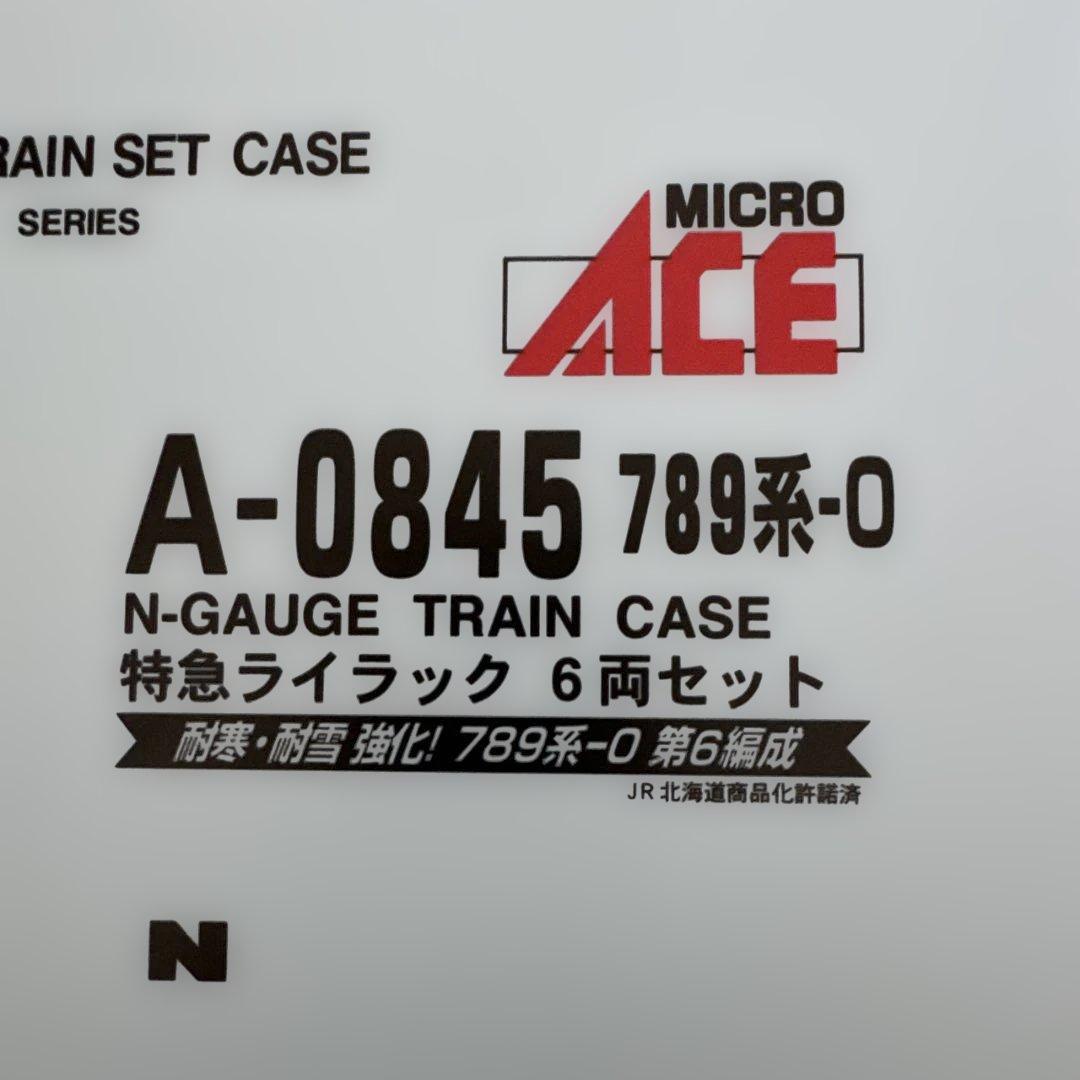 RAIN SET CASE
SERIES
MICRO
ACE
A-0845 789系-0
N-GAUGE TRAIN CASE
特急ライラック 6両セット
耐寒・耐雪 強化! 789系-0 第6編成
JR北海道商品化許諾済
N